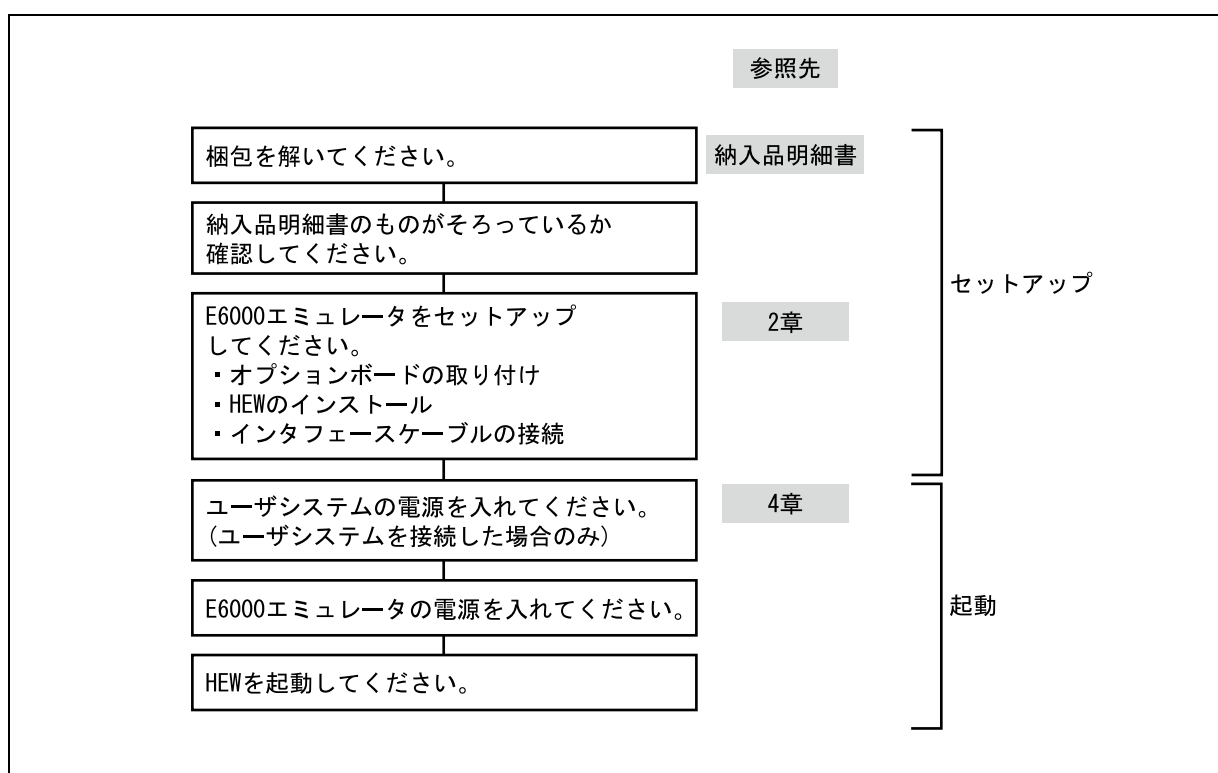 参照先
梱包を解いてください。
納入品明細書
納入品明細書のものがそろっているか
確認してください。
セットアップ
E6000エミュレータをセットアップ
してください。
・オプションボードの取り付け
・HEWのインストール
・インタフェースケーブルの接続
2章
ユーザシステムの電源を入れてください。
(ユーザシステムを接続した場合のみ)
4章
E6000エミュレータの電源を入れてください。
起動
HEWを起動してください。